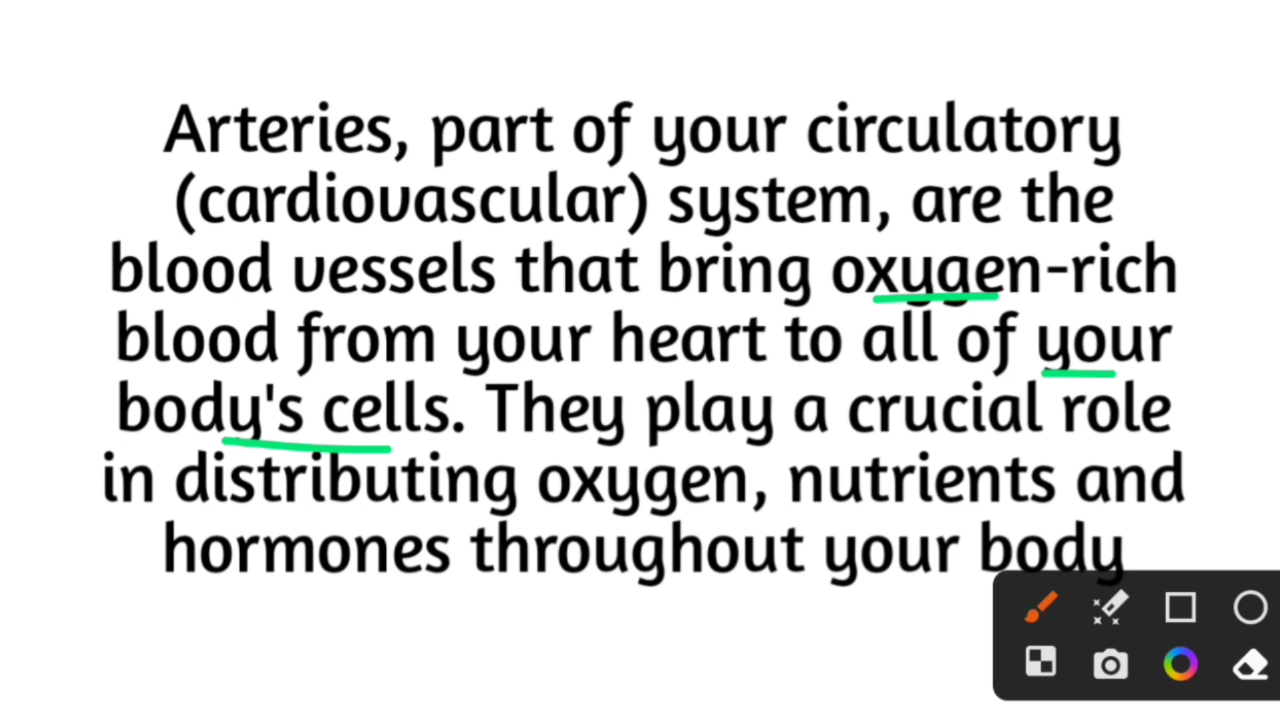 Arteries, part of your circulatory
(cardiovascular) system, are the
blood vessels that bring oxygen-rich
blood from your heart to all of your
body's cells. They play a crucial role
in distributing oxygen, nutrients and
hormones throughout your body